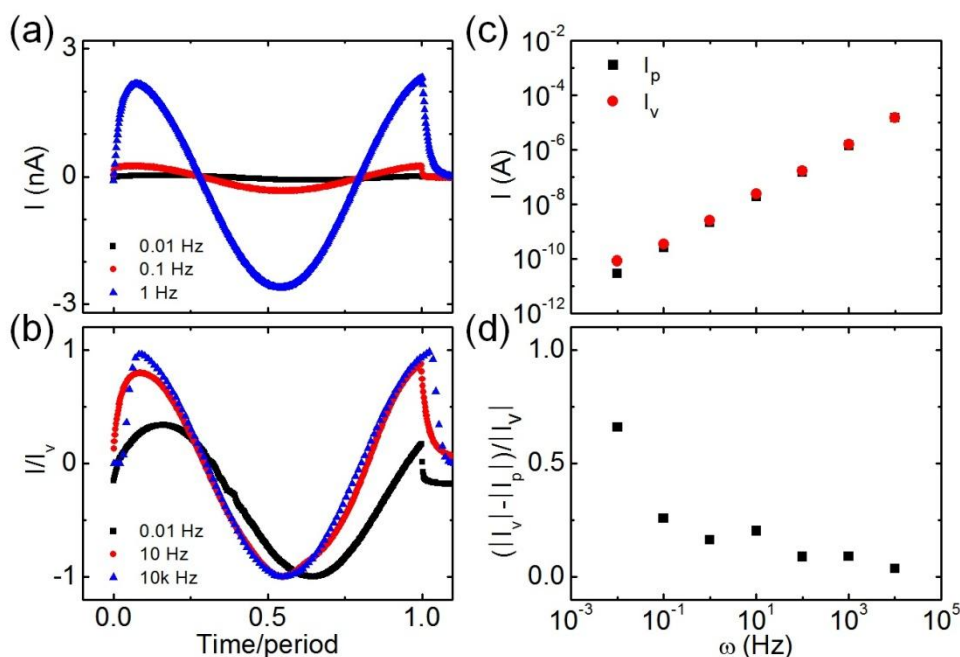 (a)
3
0
-3
I (nA)
0.01 Hz
0.1 Hz
1 Hz
(b)
1
0
-1
I/I_v
0.01 Hz
10 Hz
10k Hz
0.0
0.5
1.0
Time/period
(c)
10^-2
10^-4
10^-6
10^-8
10^-10
10^-12
I (A)
I_p
I_v
(d)
1.0
0.5
0.0
(|I_v|-||I_p|)/|I_v|
10^-3
10^-1
10^1
10^3
10^5
ω (Hz)